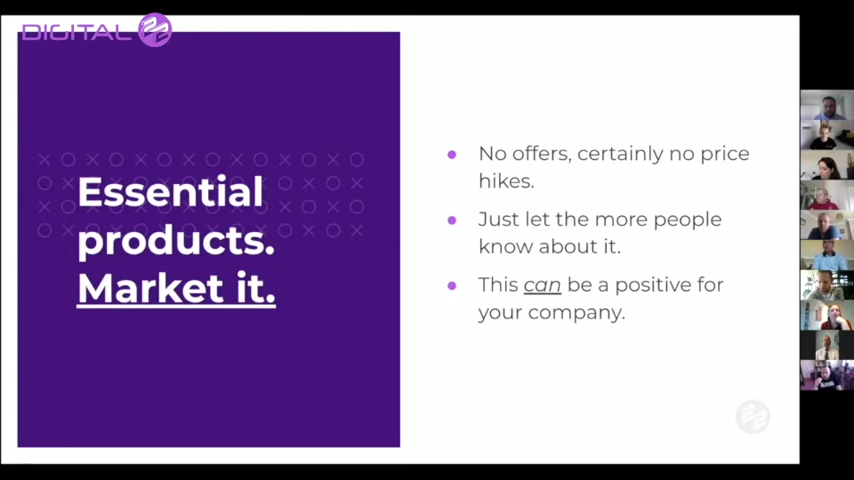 DIGITAL 22
Essential
products.
Market it.
● No offers, certainly no price
hikes.
● Just let the more people
know about it.
● This can be a positive for
your company.
22